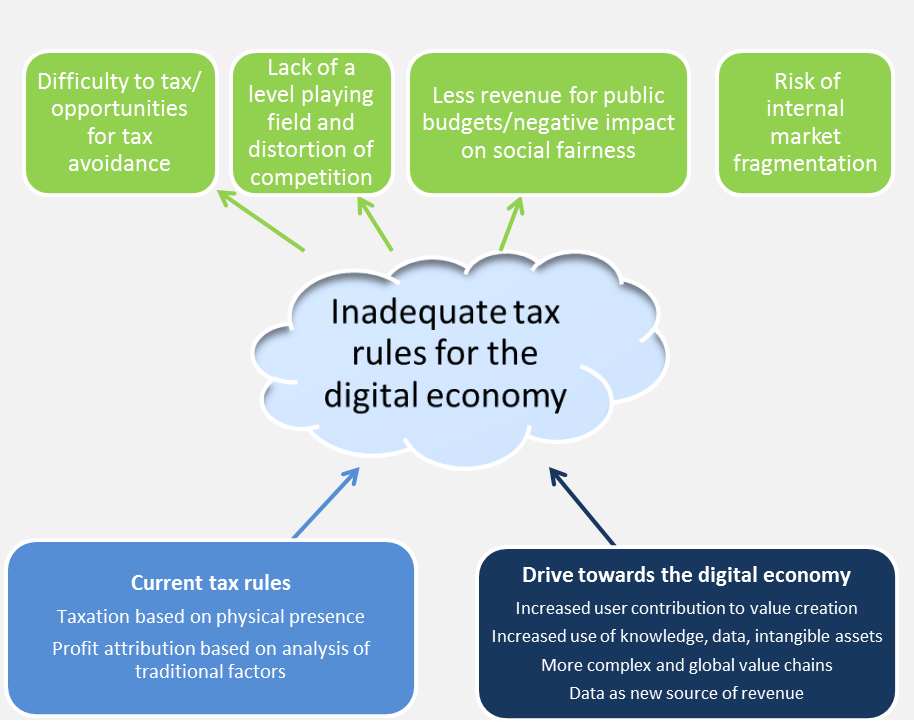 Difficulty to tax/
opportunities
for tax
avoidance
Lack of a
level playing
field and
distortion of
competition
Less revenue for public
budgets/negative impact
on social fairness
Risk of
internal
market
fragmentation
Inadequate tax
rules for the
digital economy
Current tax rules
Taxation based on physical presence
Profit attribution based on analysis of
traditional factors
Drive towards the digital economy
Increased user contribution to value creation
Increased use of knowledge, data, intangible assets
More complex and global value chains
Data as new source of revenue